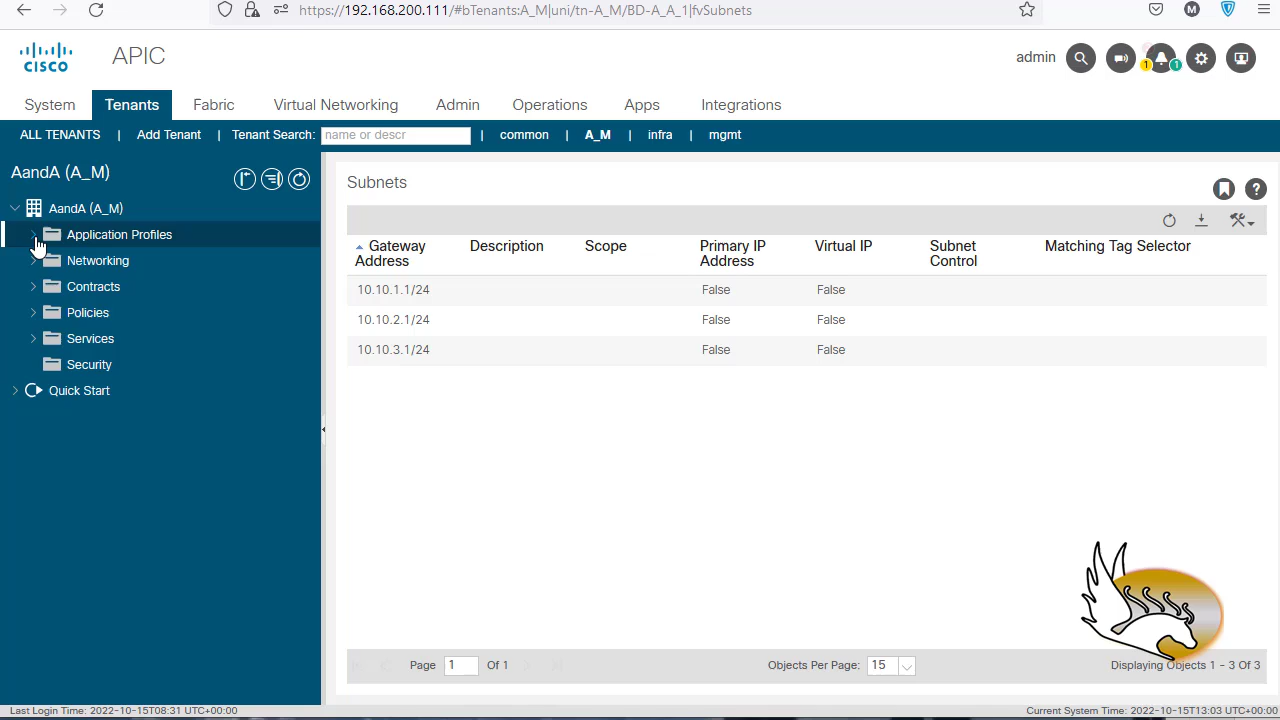 https://192.168.200.111/#bTenants:A_M|uni/tn-A_M/BD-A_A_1|fvSubnets
M
CISCO
APIC
admin
1
1
System Tenants Fabric Virtual Networking Admin Operations Apps Integrations
ALL TENANTS | Add Tenant | Tenant Search: name or descr | common | A_M | infra | mgmt
AandA (A_M)
AandA (A_M)
Application Profiles
Networking
Contracts
Policies
Services
Security
Quick Start
Subnets
Gateway Address Description Scope Primary IP Address Virtual IP Subnet Control Matching Tag Selector
10.10.1.1/24 False False
10.10.2.1/24 False False
10.10.3.1/24 False False
Page 1 Of 1 Objects Per Page: 15 Displaying Objects 1 - 3 Of 3
Last Login Time: 2022-10-15T08:31 UTC+00:00 Current System Time: 2022-10-15T13:03 UTC+00:00